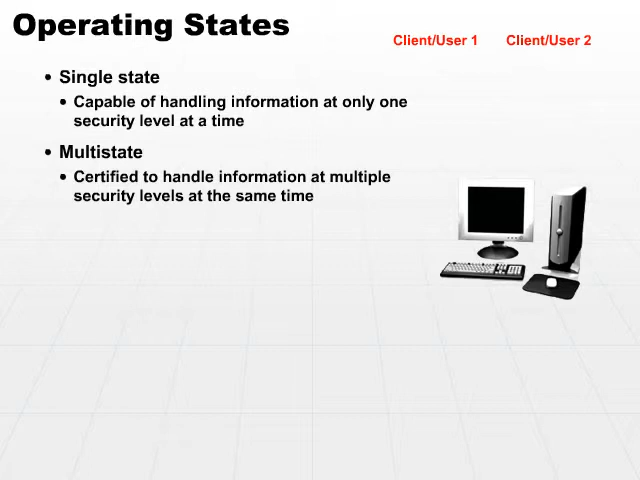 Operating States
Client/User 1 Client/User 2
• Single state
• Capable of handling information at only one
security level at a time
• Multistate
• Certified to handle information at multiple
security levels at the same time